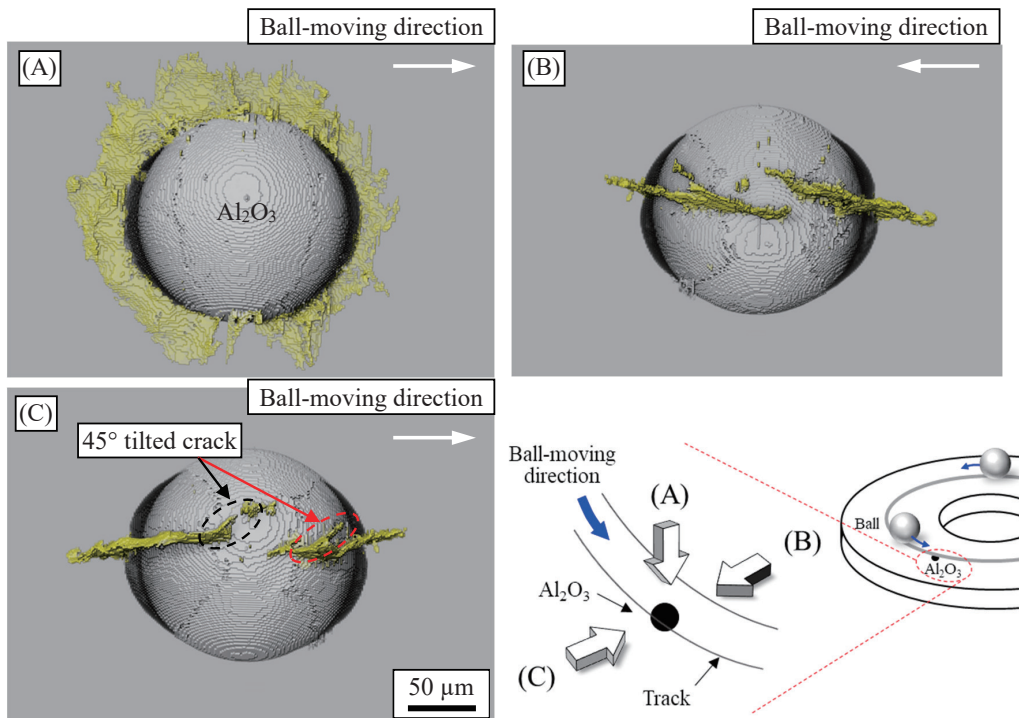 Ball-moving direction
(A)
Al₂O₃
Ball-moving direction
(B)
Ball-moving direction
(C)
45° tilted crack
50 µm
Ball-moving
direction
(A)
(B)
Al₂O₃
(C)
Track
Ball
Al₂O₃